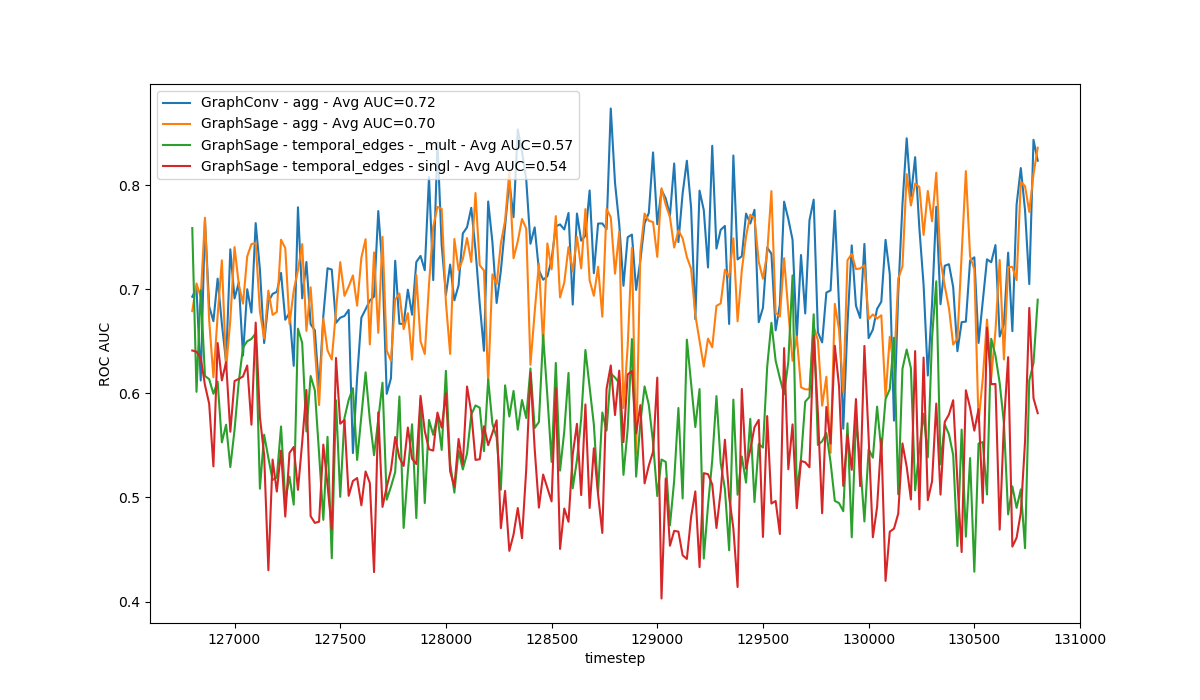 GraphConv - agg - Avg AUC=0.72
GraphSage - agg - Avg AUC=0.70
GraphSage - temporal_edges - _mult - Avg AUC=0.57
GraphSage - temporal_edges - singl - Avg AUC=0.54
ROC AUC
0.8
0.7
0.6
0.5
0.4
127000 127500 128000 128500 129000 129500 130000 130500 131000
timestep